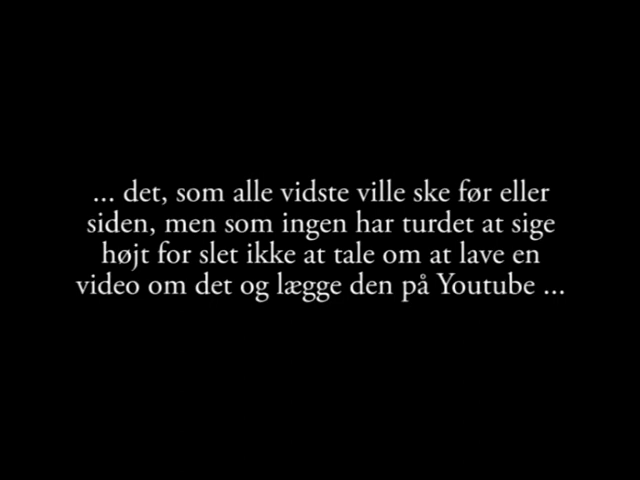 ... det, som alle vidste ville ske før eller
siden, men som ingen har turdet at sige
højt for slet ikke at tale om at lave en
video om det og lægge den på Youtube ...